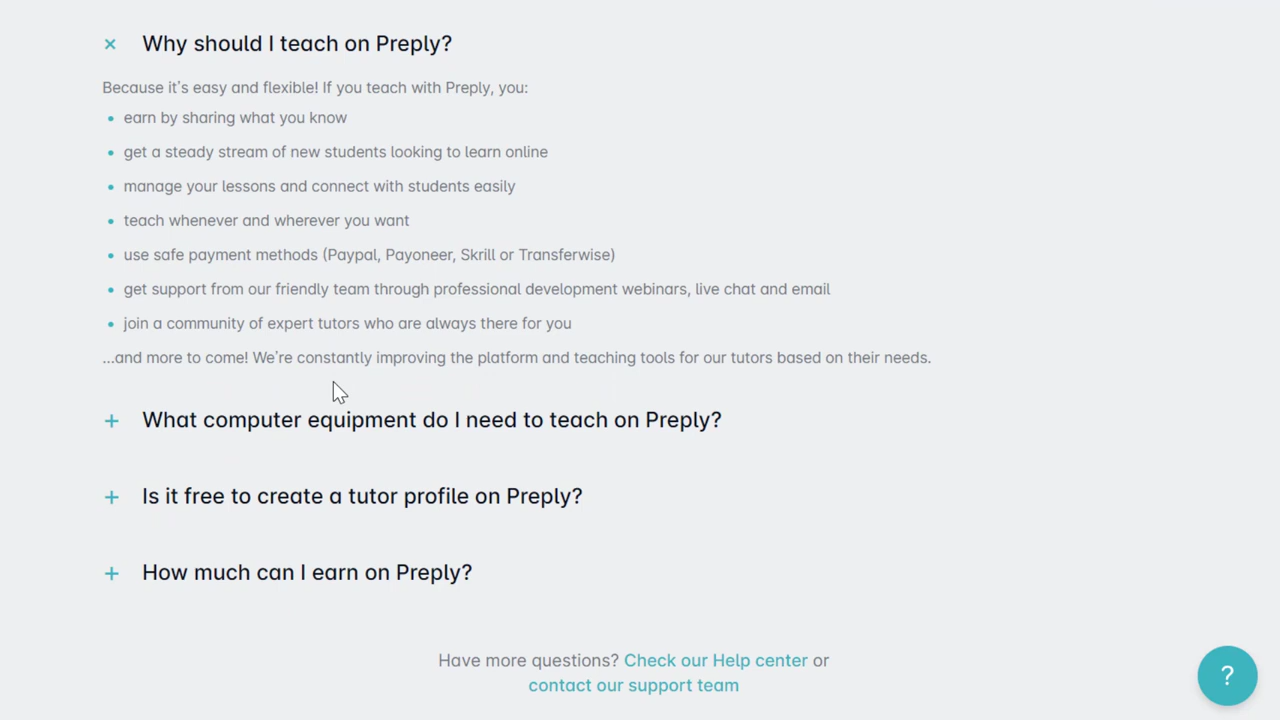 Why should I teach on Preply?
Because it's easy and flexible! If you teach with Preply, you:
earn by sharing what you know
get a steady stream of new students looking to learn online
manage your lessons and connect with students easily
teach whenever and wherever you want
use safe payment methods (Paypal, Payoneer, Skrill or Transferwise)
get support from our friendly team through professional development webinars, live chat and email
join a community of expert tutors who are always there for you
...and more to come! We're constantly improving the platform and teaching tools for our tutors based on their needs.
What computer equipment do I need to teach on Preply?
Is it free to create a tutor profile on Preply?
How much can I earn on Preply?
Have more questions? Check our Help center or
contact our support team
?